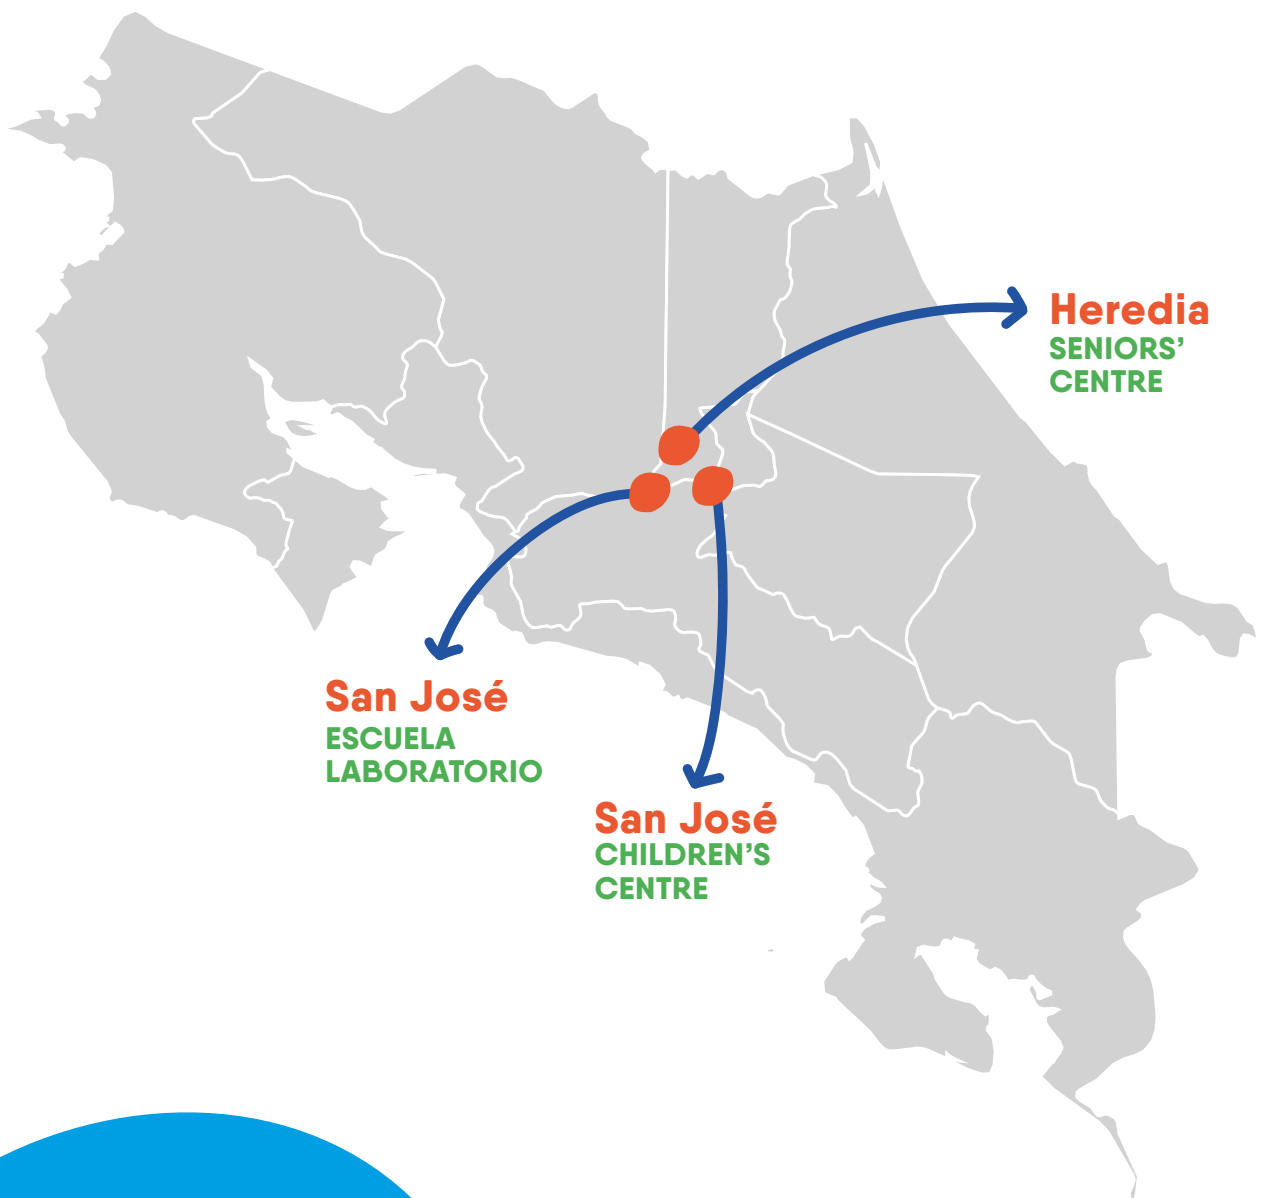 Heredia
SENIORS’
CENTRE
San José
ESCUELA
LABORATORIO
San José
CHILDREN’S
CENTRE